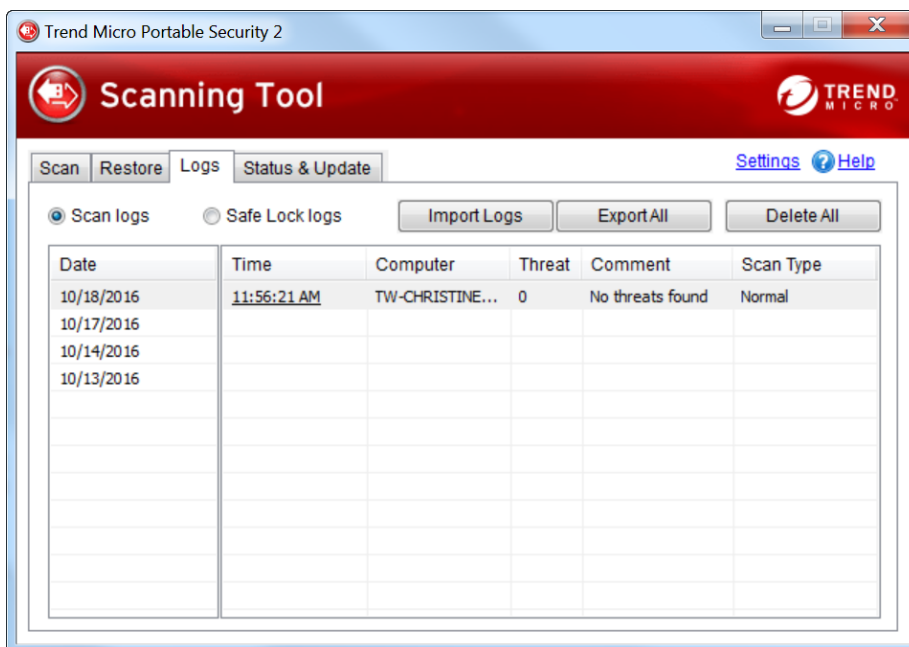 Trend Micro Portable Security 2
Scanning Tool
TREND
MICRO
Scan Restore Logs Status & Update Settings Help
Scan logs Safe Lock logs Import Logs Export All Delete All
Date Time Computer Threat Comment Scan Type
10/18/2016 11:56:21 AM TW-CHRISTINE... 0 No threats found Normal
10/17/2016
10/14/2016
10/13/2016